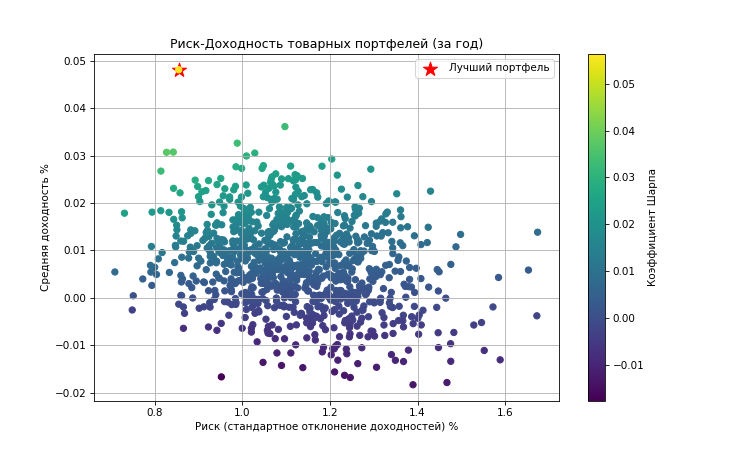 Риск-Доходность товарных портфелей (за год)
Лучший портфель
Средняя доходность %
0.05
0.04
0.03
0.02
0.01
0.00
−0.01
−0.02
0.8 1.0 1.2 1.4 1.6
Риск (стандартное отклонение доходностей) %
0.05
0.04
0.03
0.02
0.01
0.00
−0.01
Коэффициент Шарпа